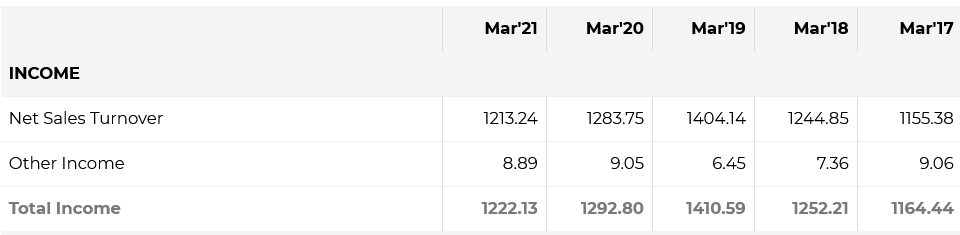 Mar'21 Mar'20 Mar'19 Mar'18 Mar'17
INCOME
Net Sales Turnover 1213.24 1283.75 1404.14 1244.85 1155.38
Other Income 8.89 9.05 6.45 7.36 9.06
Total Income 1222.13 1292.80 1410.59 1252.21 1164.44